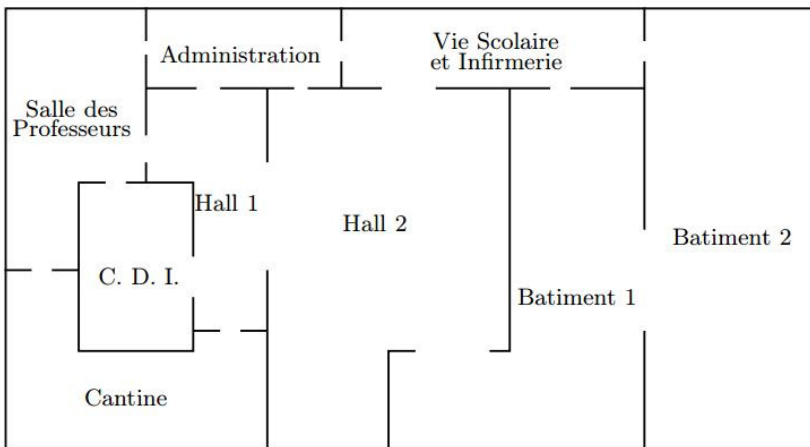 Administration
Vie Scolaire
et Infirmerie
Salle des
Professeurs
Hall 1
Hall 2
Batiment 2
C. D. I.
Batiment 1
Cantine